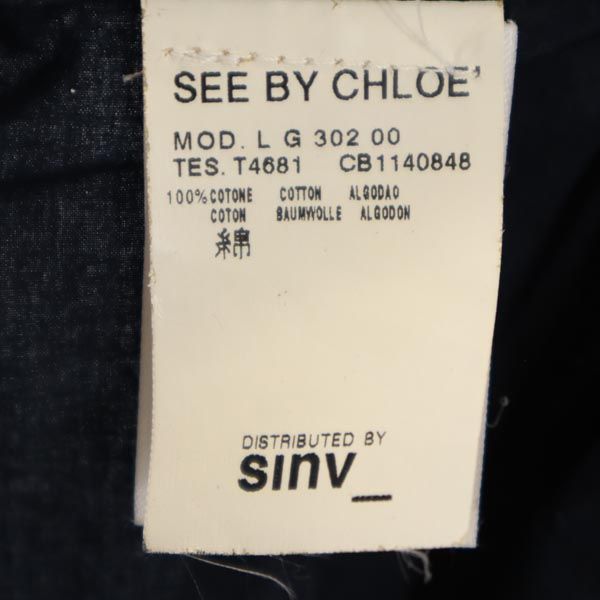 SEE BY CHLOE'
MOD. L G 302 00
TES. T4681 CB1140848
100% COTONE COTTON ALGODAO
COTON BAUMWOLLE ALGODON
綿
DISTRIBUTED BY
sinv_